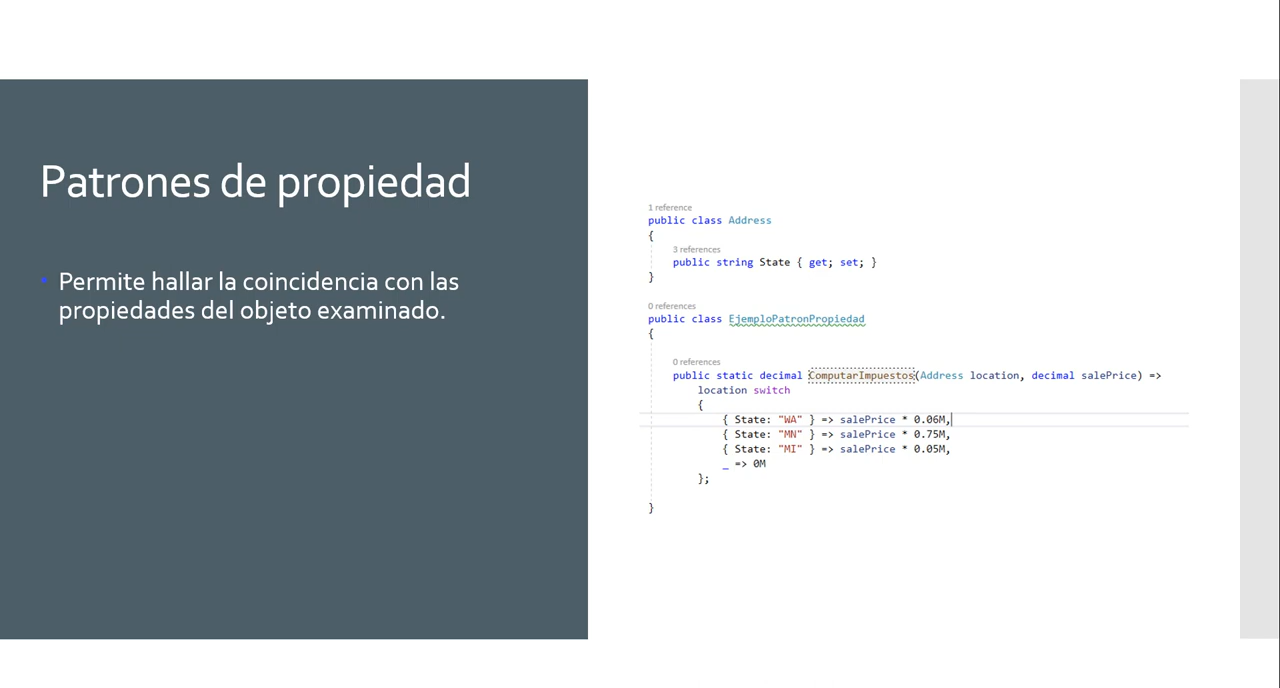 Patrones de propiedad
• Permite hallar la coincidencia con las
propiedades del objeto examinado.
1 reference
public class Address
{
3 references
public string State { get; set; }
}
0 references
public class EjemploPatronPropiedad
{
0 references
public static decimal ComputarImpuestos(Address location, decimal salePrice) =>
location switch
{
{ State: "WA" } => salePrice * 0.06M,
{ State: "MN" } => salePrice * 0.75M,
{ State: "MI" } => salePrice * 0.05M,
_ => 0M
};
}